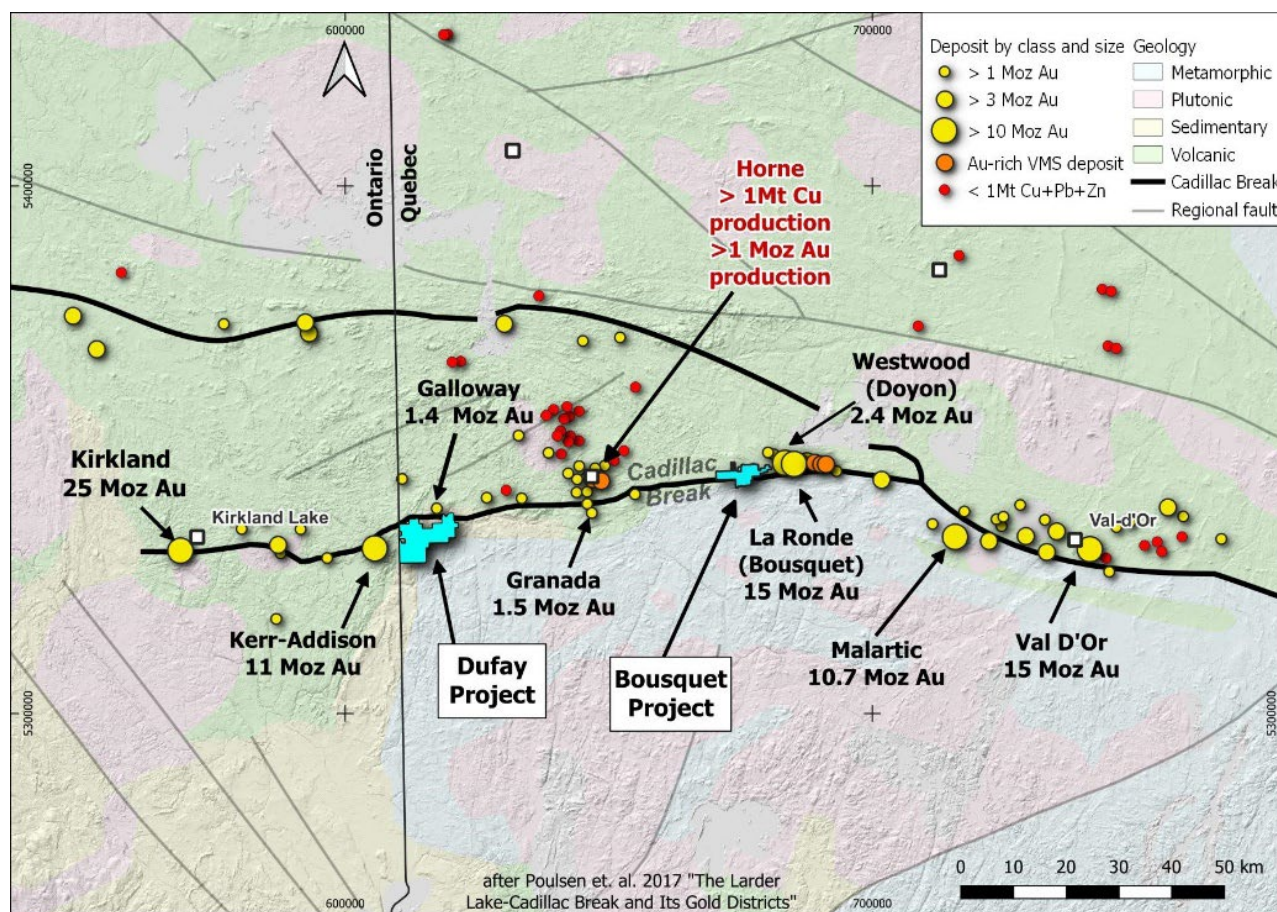 600000
700000
Deposit by class and size
> 1 Moz Au
> 3 Moz Au
> 10 Moz Au
Au-rich VMS deposit
< 1Mt Cu+Pb+Zn
Geology
Metamorphic
Plutonic
Sedimentary
Volcanic
Cadillac Break
Regional fault
5400000
Ontario
Quebec
Horne
> 1Mt Cu
production
>1 Moz Au
production
Galloway
1.4 Moz Au
Westwood
(Doyon)
2.4 Moz Au
Kirkland
25 Moz Au
Kirkland Lake
Cadillac
Break
Val-d'Or
Kerr-Addison
11 Moz Au
Granada
1.5 Moz Au
La Ronde
(Bousquet)
15 Moz Au
Malartic
10.7 Moz Au
Val D'Or
15 Moz Au
Dufay
Project
Bousquet
Project
5300000
5300000
0 10 20 30 40 50 km
after Poulsen et. al. 2017 "The Larder
Lake-Cadillac Break and Its Gold Districts"
600000
700000